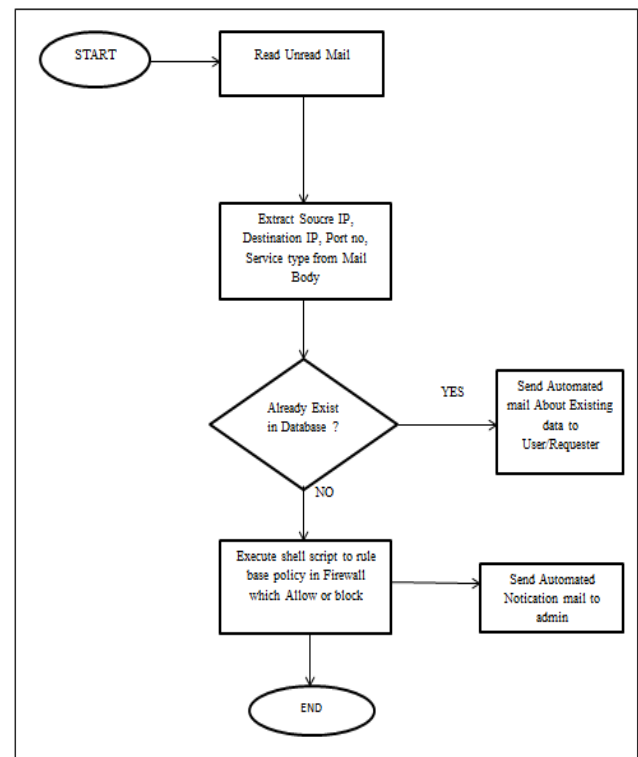 START
Read Unread Mail
Extract Soucre IP,
Destination IP, Port no,
Service type from Mail
Body
Already Exist
in Database ?
YES
Send Automated
mail About Existing
data to
User/Requester
NO
Execute shell script to rule
base policy in Firewall
which Allow or block
Send Automated
Notication mail to
admin
END